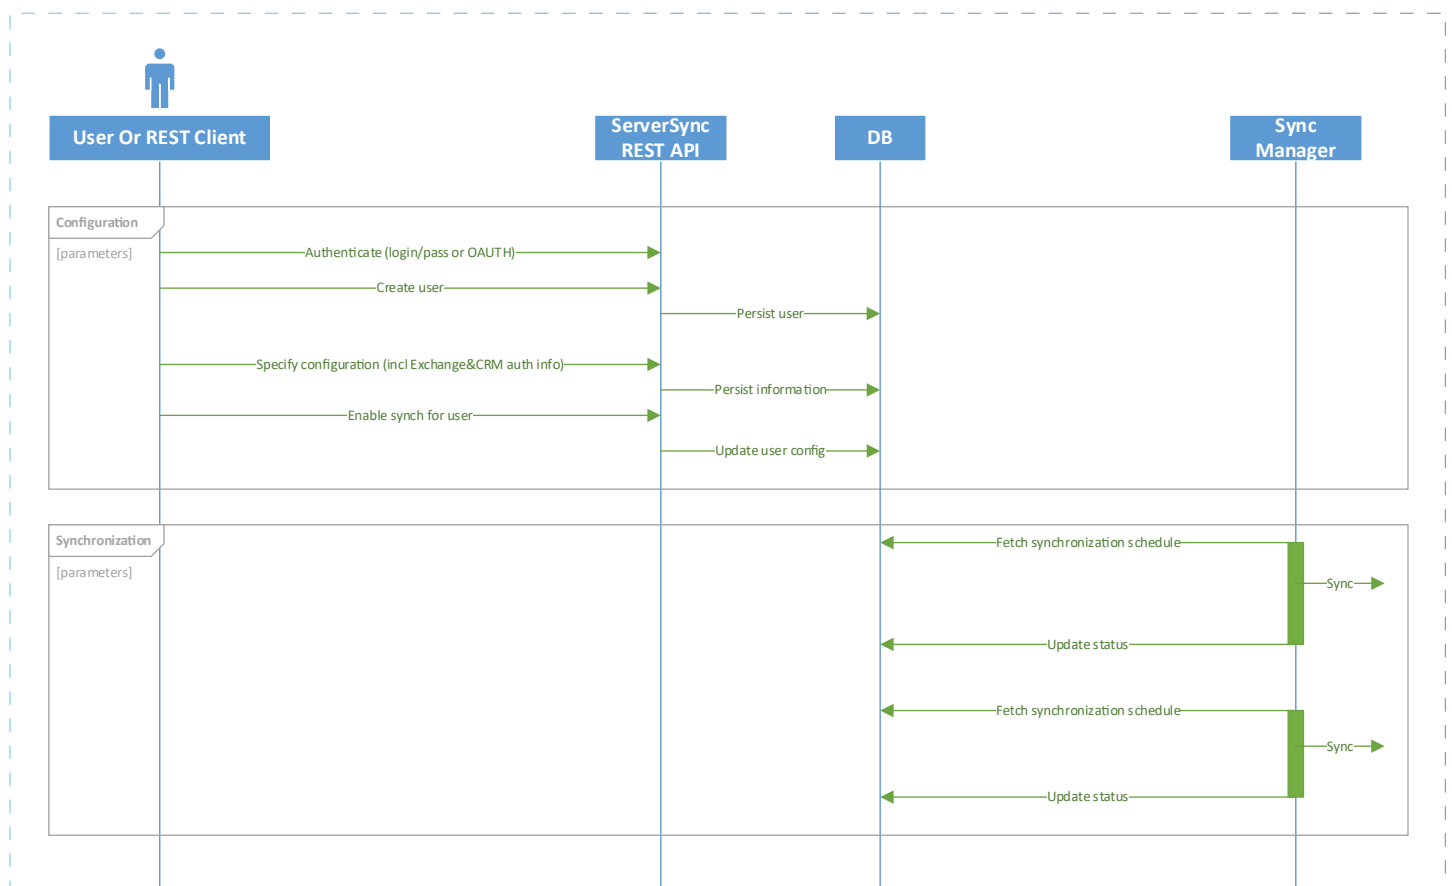 User Or REST Client
ServerSync
REST API
DB
Sync
Manager
Configuration
[parameters]
Authenticate (login/pass or OAUTH)
Create user
Persist user
Specify configuration (incl Exchange&CRM auth info)
Persist information
Enable synch for user
Update user config
Synchronization
[parameters]
Fetch synchronization schedule
Sync
Update status
Fetch synchronization schedule
Sync
Update status